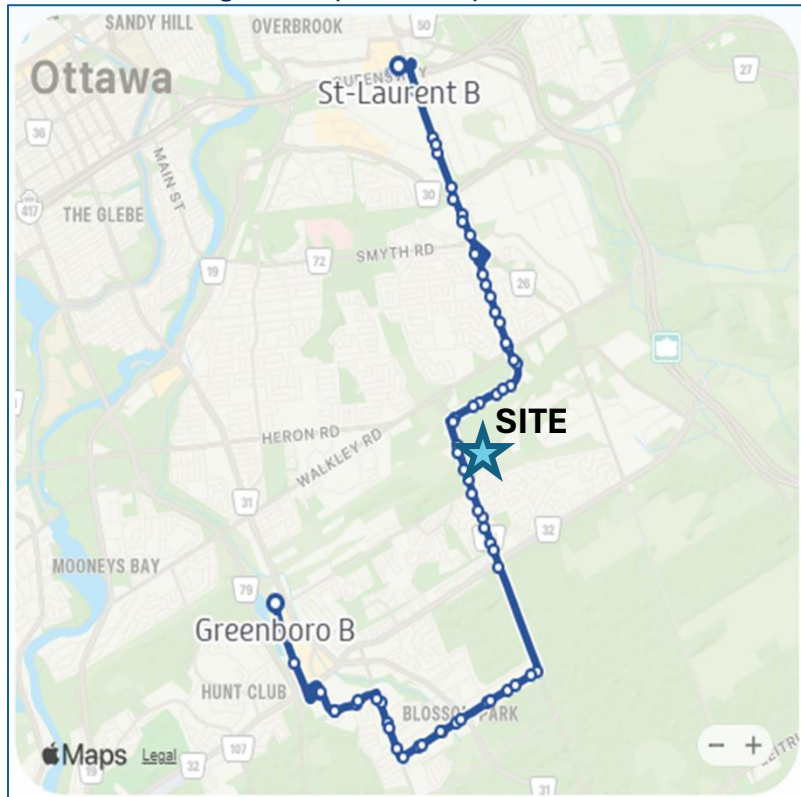 SANDY HILL
OVERBROOK
50
Ottawa
27
St-Laurent B
36
MAIN ST
30
417
THE GLEBE
SMYTH RD
72
19
26
SITE
HERON RD
WALKLEY RD
31
32
MOONEYS BAY
79
Greenboro B
HUNT CLUB
BLOSSOM PARK
107
Maps Legal
32
19
31
− +